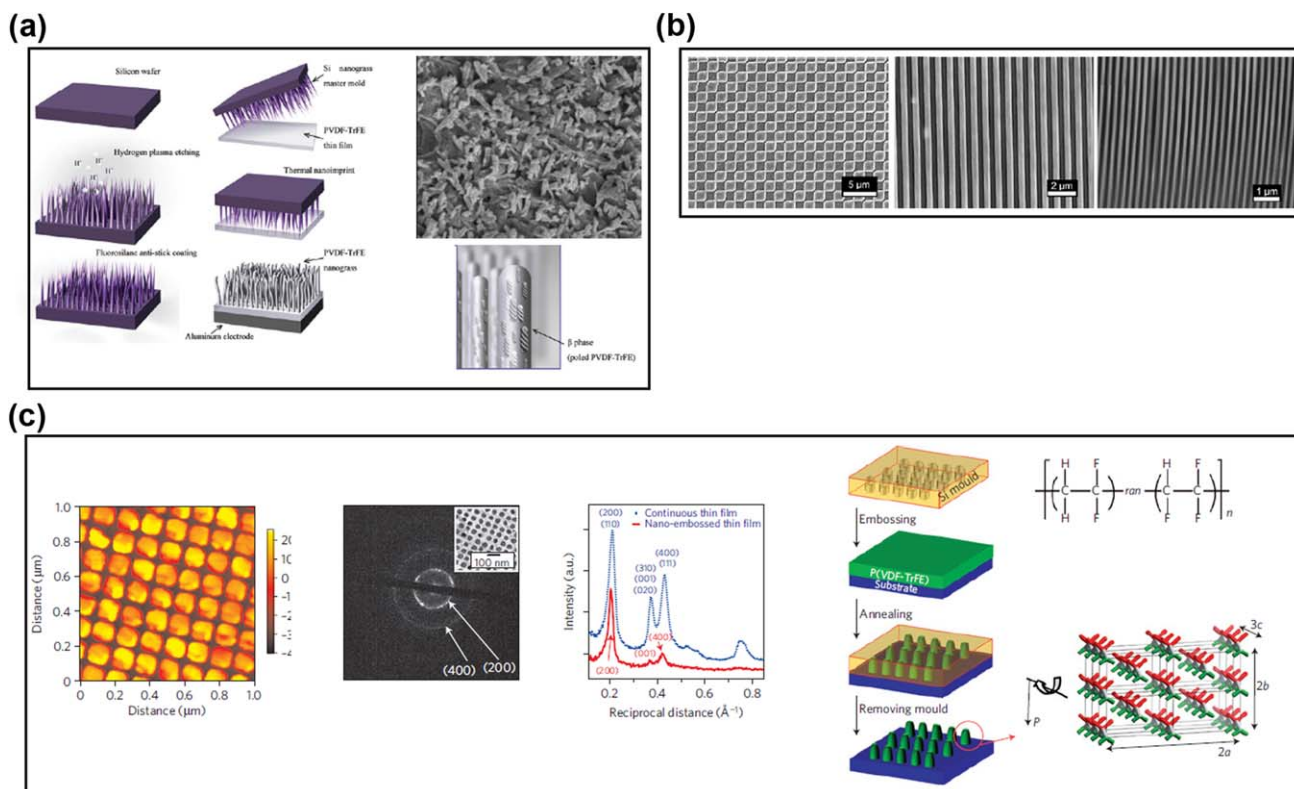 (a)
Silicon wafer
Hydrogen plasma etching
H⁺
H⁺
H⁺
H⁺
Fluorosilane anti-stick coating
Si nanograss
master mold
PVDF-TrFE
thin film
Thermal nanoimprint
PVDF-TrFE
nanograss
Aluminum electrode
β phase
(poled PVDF-TrFE)
(b)
5 µm
2 µm
1 µm
(c)
Distance (µm)
1.0
0.8
0.6
0.4
0.2
0
0 0.2 0.4 0.6 0.8 1.0
Distance (µm)
20
10
0
100 nm
(400)
(200)
Intensity (a.u.)
(200)
(110)
Continuous thin film
Nano-embossed thin film
(310)
(001)
(020)
(400)
(111)
(200)
(001)
(400)
0.2 0.4 0.6 0.8
Reciprocal distance (Å⁻¹)
Si mould
Embossing
P(VDF-TrFE)
Substrate
Annealing
Removing mould
H F H F
C C ran C C
H F F F
n
P
3c
2b
2a